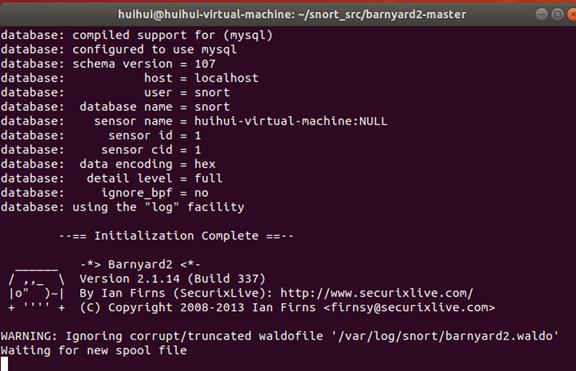 huihui@huihui-virtual-machine: ~/snort_src/barnyard2-master
database: compiled support for (mysql)
database: configured to use mysql
database: schema version = 107
database:           host = localhost
database:           user = snort
database:  database name = snort
database:    sensor name = huihui-virtual-machine:NULL
database:      sensor id = 1
database:     sensor cid = 1
database:  data encoding = hex
database:   detail level = full
database:     ignore_bpf = no
database: using the "log" facility
        --== Initialization Complete ==--
  ______   -*> Barnyard2 <*-
 / ,,_  \  Version 2.1.14 (Build 337)
 |o"  )~|  By Ian Firns (SecurixLive): http://www.securixlive.com/
 + '''' +  (C) Copyright 2008-2013 Ian Firns <firnsy@securixlive.com>
WARNING: Ignoring corrupt/truncated waldofile '/var/log/snort/barnyard2.waldo'
Waiting for new spool file